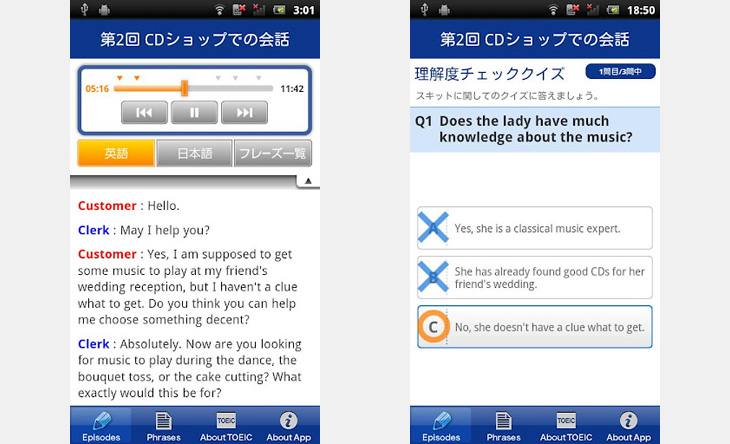 3:01
第2回 CDショップでの会話
05:16
11:42
英語
日本語
フレーズ一覧
Customer : Hello.
Clerk : May I help you?
Customer : Yes, I am supposed to get
some music to play at my friend's
wedding reception, but I haven't a clue
what to get. Do you think you can help
me choose something decent?
Clerk : Absolutely. Now are you looking
for music to play during the dance, the
bouquet toss, or the cake cutting? What
exactly would this be for?
TOEIC
Episodes
Phrases
About TOEIC
About App
18:50
第2回 CDショップでの会話
理解度チェッククイズ
1問目/3問中
スキットに関してのクイズに答えましょう。
Q1 Does the lady have much
knowledge about the music?
A Yes, she is a classical music expert.
B She has already found good CDs for her
friend's wedding.
C No, she doesn't have a clue what to get.
TOEIC
Episodes
Phrases
About TOEIC
About App